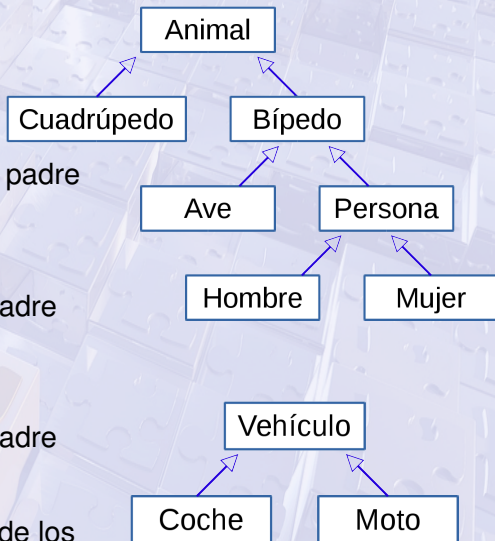 Animal
Cuadrúpedo
Bípedo
padre
Ave
Persona
Hombre
Mujer
adre
Vehículo
adre
Coche
Moto
de los